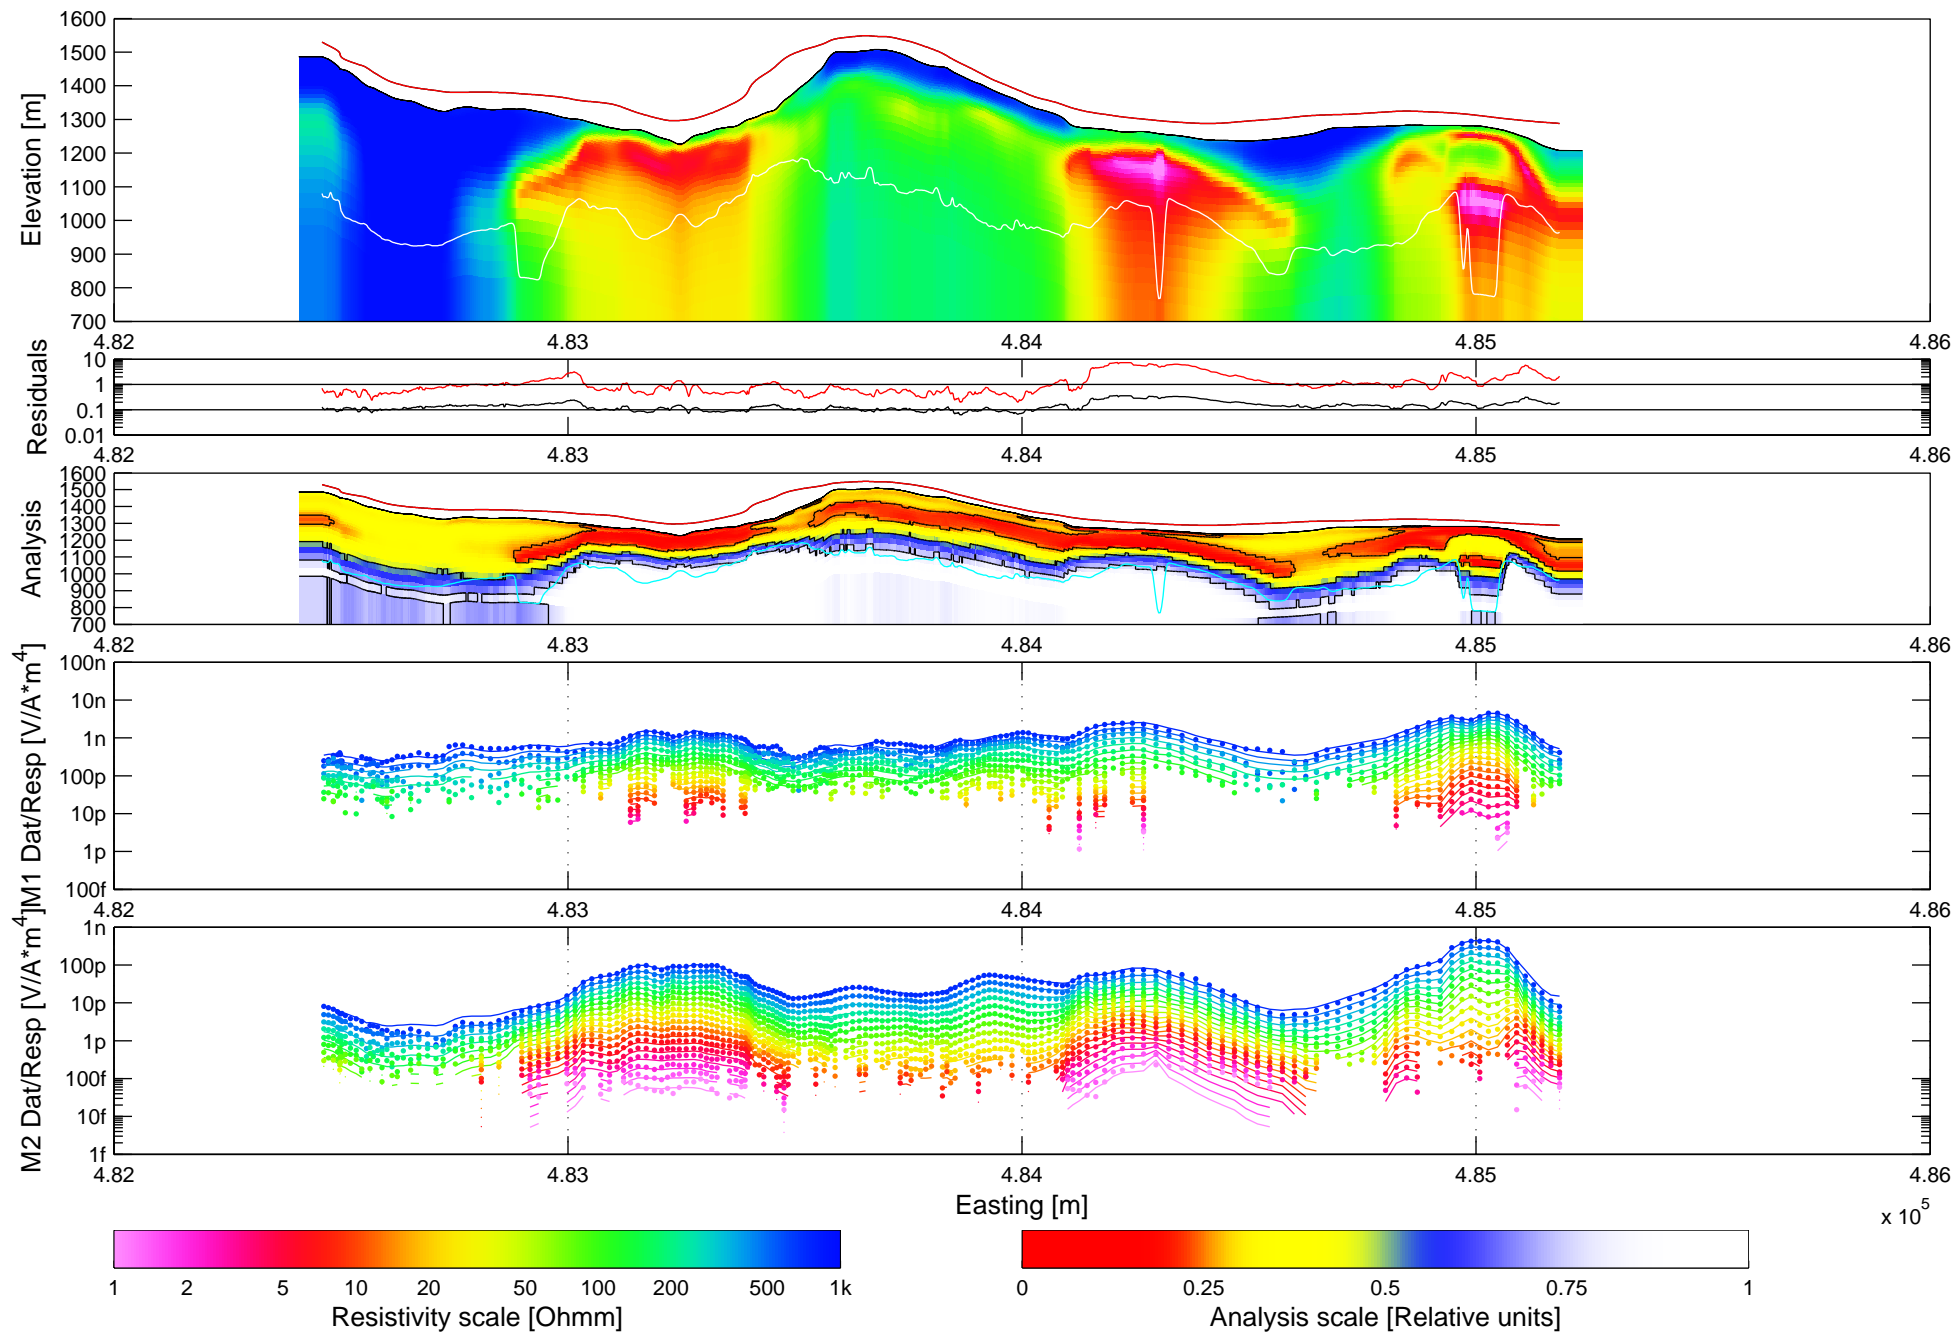 Elevation [m]
1600
1500
1400
1300
1200
1100
1000
900
800
700
4.82 4.83 4.84 4.85 4.86
Residuals
10
1
0.1
0.01
4.82 4.83 4.84 4.85 4.86
Analysis
1600
1500
1400
1300
1200
1100
1000
900
800
700
4.82 4.83 4.84 4.85 4.86
M1 Dat/Resp [V/A*m^4]
100n
10n
1n
100p
10p
1p
100f
4.82 4.83 4.84 4.85 4.86
M2 Dat/Resp [V/A*m^4]
1n
100p
10p
1p
100f
10f
1f
4.82 4.83 4.84 4.85 4.86
Easting [m]
x 10^5
1 2 5 10 20 50 100 200 500 1k
Resistivity scale [Ohmm]
0 0.25 0.5 0.75 1
Analysis scale [Relative units]